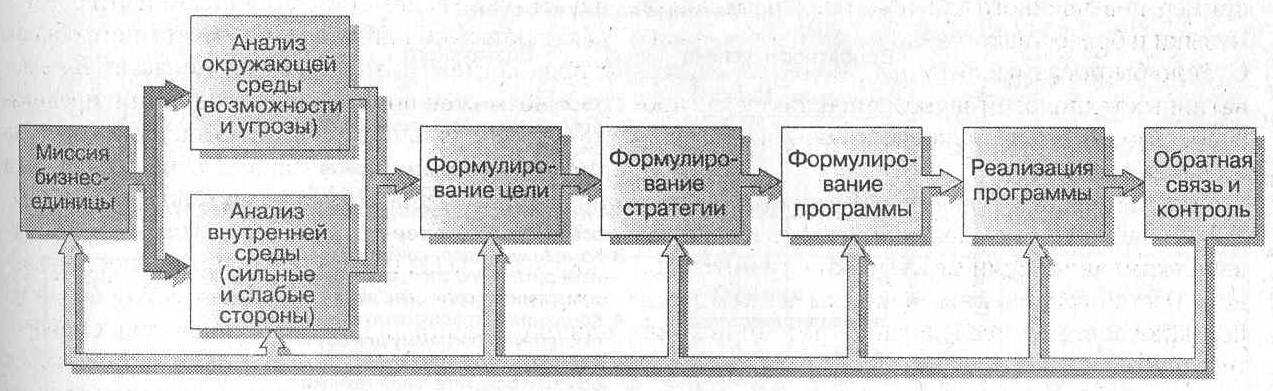 Миссия
бизнес-
единицы
Анализ
окружающей
среды
(возможности
и угрозы)
Анализ
внутренней
среды
(сильные
и слабые
стороны)
Формулиро-
вание цели
Формулиро-
вание
стратегии
Формулиро-
вание
программы
Реализация
программы
Обратная
связь и
контроль